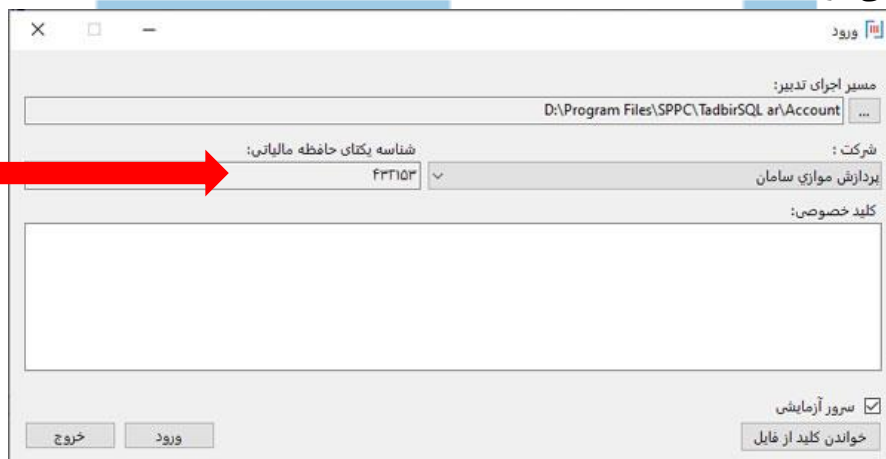 ورود
مسیر اجرای تدبیر:
D:\Program Files\SPPC\TadbirSQL ar\Account ...
شرکت : شناسه یکتای حافظه مالیاتی:
پردازش موازي سامان ۴۳۲۱۵۳
کلید خصوصی:
سرور آزمایشی
خواندن کلید از فایل ورود خروج